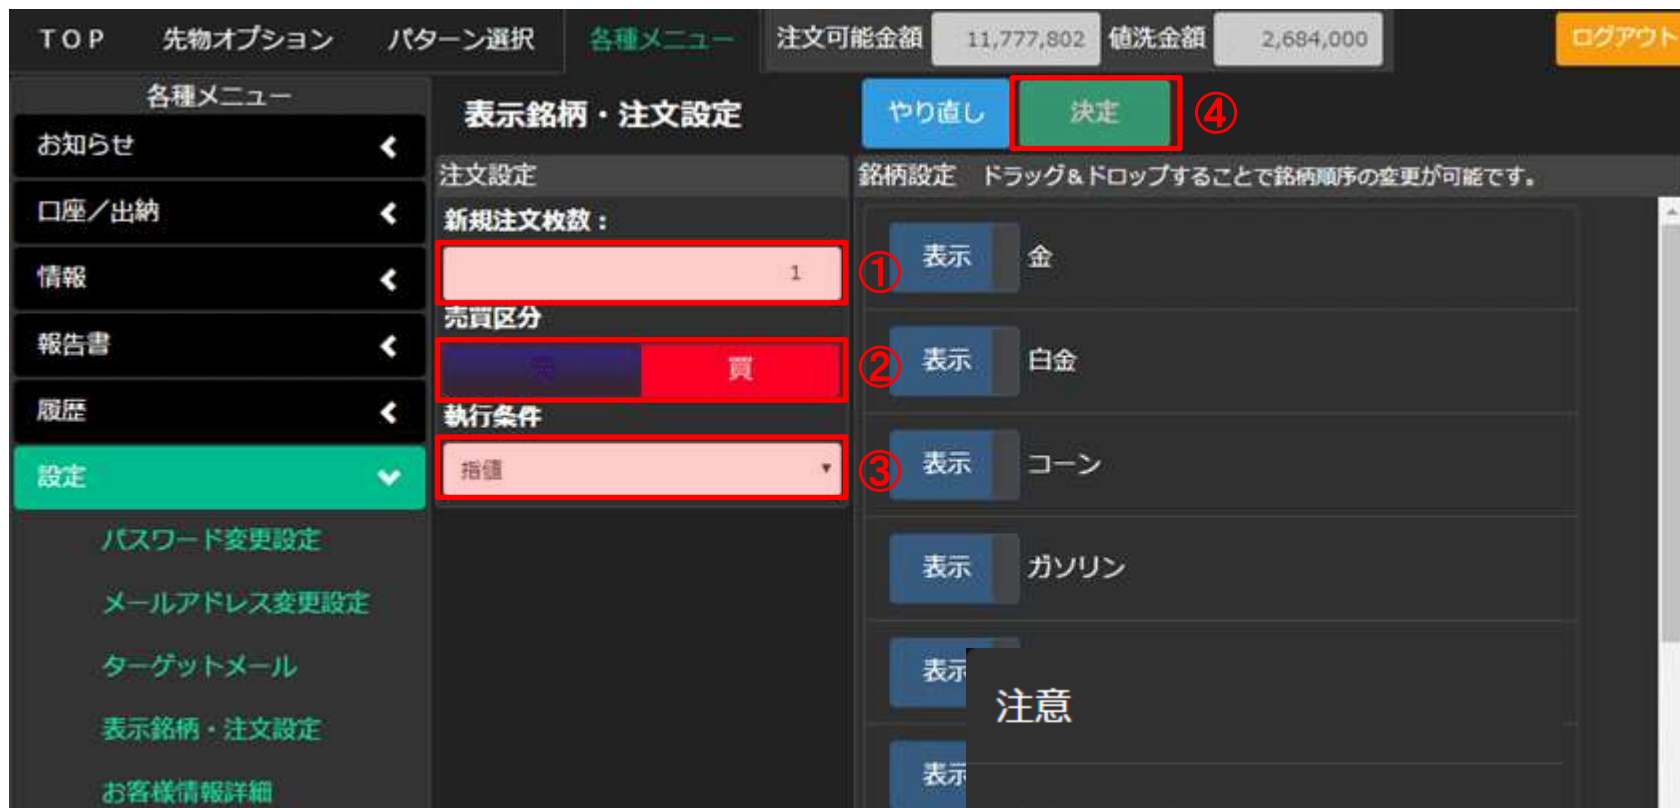 TOP 先物オプション パターン選択 各種メニュー 注文可能金額 11,777,802 値洗金額 2,684,000 ログアウト
各種メニュー
お知らせ
口座／出納
情報
報告書
履歴
設定
パスワード変更設定
メールアドレス変更設定
ターゲットメール
表示銘柄・注文設定
お客様情報詳細
表示銘柄・注文設定
やり直し 決定 ④
注文設定
新規注文枚数：
1 ①
売買区分
売 買 ②
執行条件
指値 ③
銘柄設定 ドラッグ&ドロップすることで銘柄順序の変更が可能です。
表示 金
表示 白金
表示 コーン
表示 ガソリン
表示
表示
注意